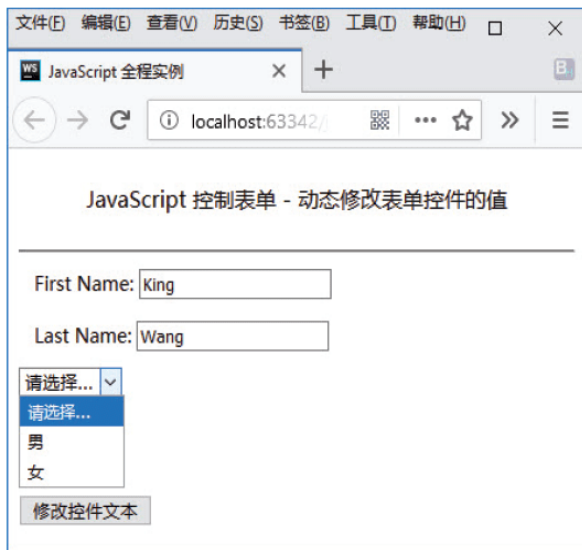 文件(F) 编辑(E) 查看(V) 历史(S) 书签(B) 工具(T) 帮助(H)
WS JavaScript 全程实例
localhost:63342/
JavaScript 控制表单 - 动态修改表单控件的值
First Name: King
Last Name: Wang
请选择...
请选择...
男
女
修改控件文本